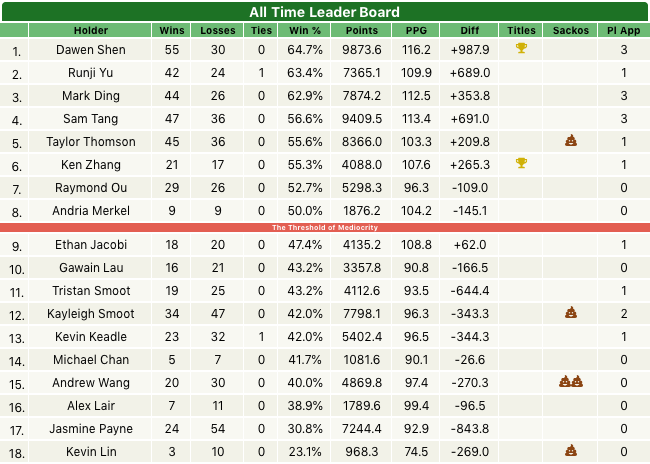 All Time Leader Board
Holder Wins Losses Ties Win % Points PPG Diff Titles Sackos Pl App
1. Dawen Shen 55 30 0 64.7% 9873.6 116.2 +987.9 3
2. Runji Yu 42 24 1 63.4% 7365.1 109.9 +689.0 1
3. Mark Ding 44 26 0 62.9% 7874.2 112.5 +353.8 3
4. Sam Tang 47 36 0 56.6% 9409.5 113.4 +691.0 3
5. Taylor Thomson 45 36 0 55.6% 8366.0 103.3 +209.8 1
6. Ken Zhang 21 17 0 55.3% 4088.0 107.6 +265.3 1
7. Raymond Ou 29 26 0 52.7% 5298.3 96.3 -109.0 0
8. Andria Merkel 9 9 0 50.0% 1876.2 104.2 -145.1 0
The Threshold of Mediocrity
9. Ethan Jacobi 18 20 0 47.4% 4135.2 108.8 +62.0 1
10. Gawain Lau 16 21 0 43.2% 3357.8 90.8 -166.5 0
11. Tristan Smoot 19 25 0 43.2% 4112.6 93.5 -644.4 1
12. Kayleigh Smoot 34 47 0 42.0% 7798.1 96.3 -343.3 2
13. Kevin Keadle 23 32 1 42.0% 5402.4 96.5 -344.3 1
14. Michael Chan 5 7 0 41.7% 1081.6 90.1 -26.6 0
15. Andrew Wang 20 30 0 40.0% 4869.8 97.4 -270.3 0
16. Alex Lair 7 11 0 38.9% 1789.6 99.4 -96.5 0
17. Jasmine Payne 24 54 0 30.8% 7244.4 92.9 -843.8 0
18. Kevin Lin 3 10 0 23.1% 968.3 74.5 -269.0 0